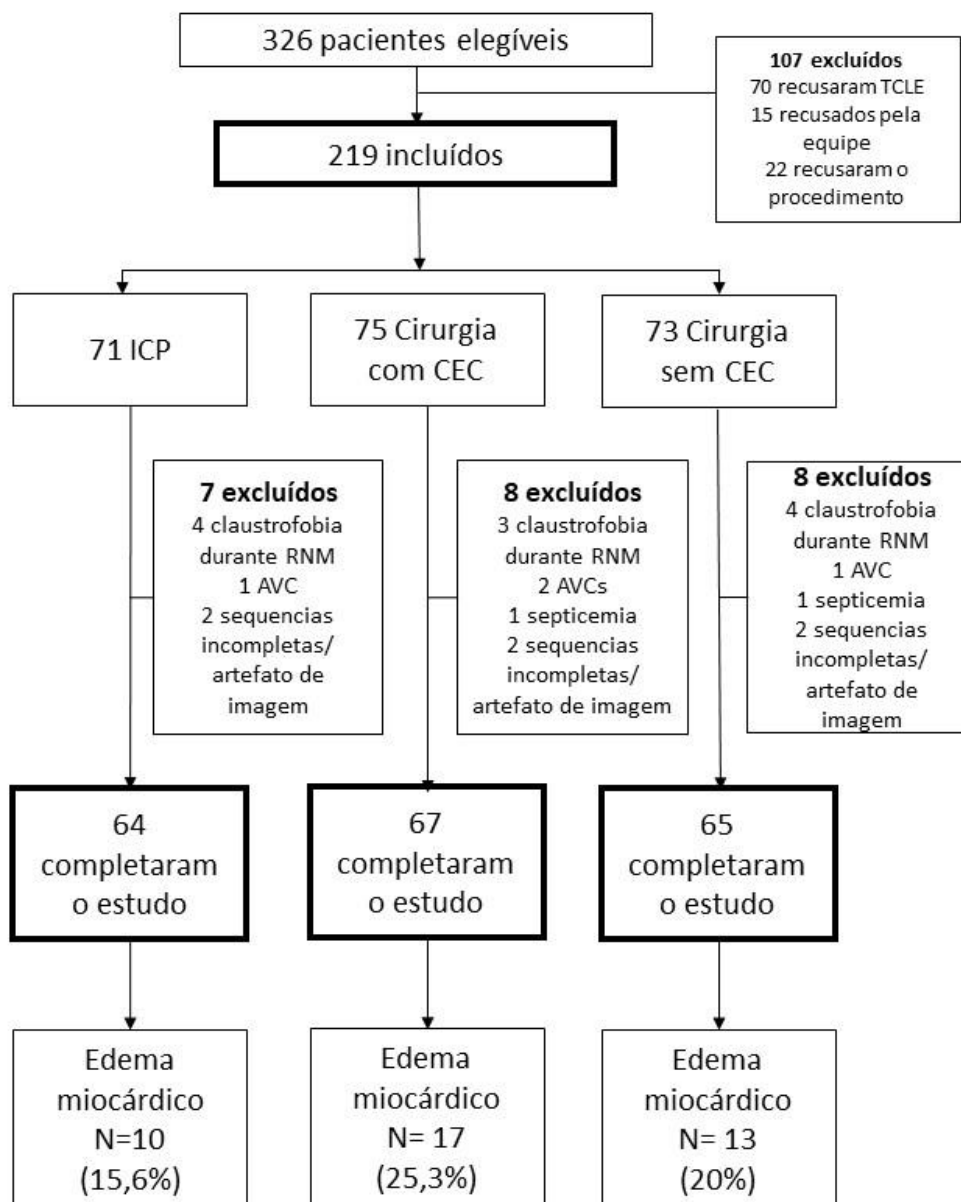 326 pacientes elegíveis
107 excluídos
70 recusaram TCLE
15 recusados pela
equipe
22 recusaram o
procedimento
219 incluídos
71 ICP
75 Cirurgia
com CEC
73 Cirurgia
sem CEC
7 excluídos
4 claustrofobia
durante RNM
1 AVC
2 sequencias
incompletas/
artefato de
imagem
8 excluídos
3 claustrofobia
durante RNM
2 AVCs
1 septicemia
2 sequencias
incompletas/
artefato de imagem
8 excluídos
4 claustrofobia
durante RNM
1 AVC
1 septicemia
2 sequencias
incompletas/
artefato de
imagem
64
completaram
o estudo
67
completaram
o estudo
65
completaram
o estudo
Edema
miocárdico
N=10
(15,6%)
Edema
miocárdico
N= 17
(25,3%)
Edema
miocárdico
N= 13
(20%)